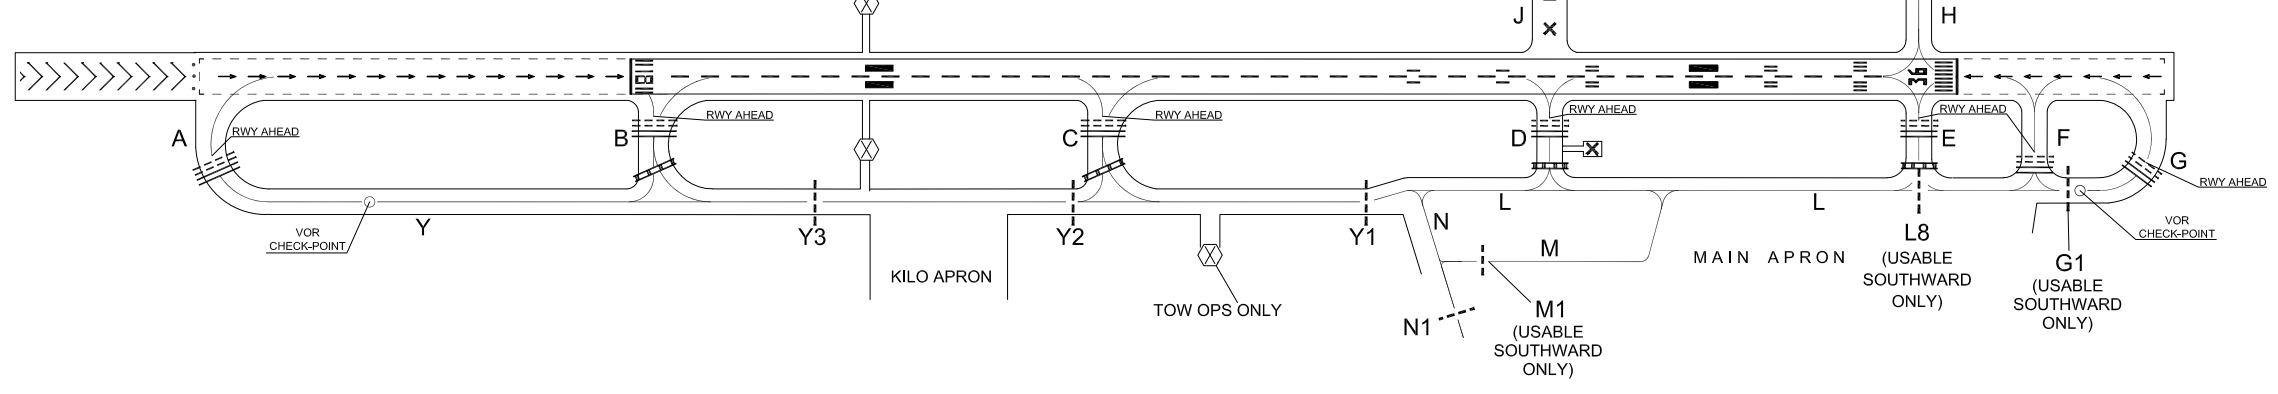 J
H
18
36
RWY AHEAD
RWY AHEAD
RWY AHEAD
RWY AHEAD
RWY AHEAD
RWY AHEAD
A
B
C
D
E
F
G
VOR
CHECK-POINT
Y
Y3
Y2
Y1
N
L
L
VOR
CHECK-POINT
KILO APRON
TOW OPS ONLY
M
MAIN APRON
L8
(USABLE
SOUTHWARD
ONLY)
G1
(USABLE
SOUTHWARD
ONLY)
N1
M1
(USABLE
SOUTHWARD
ONLY)